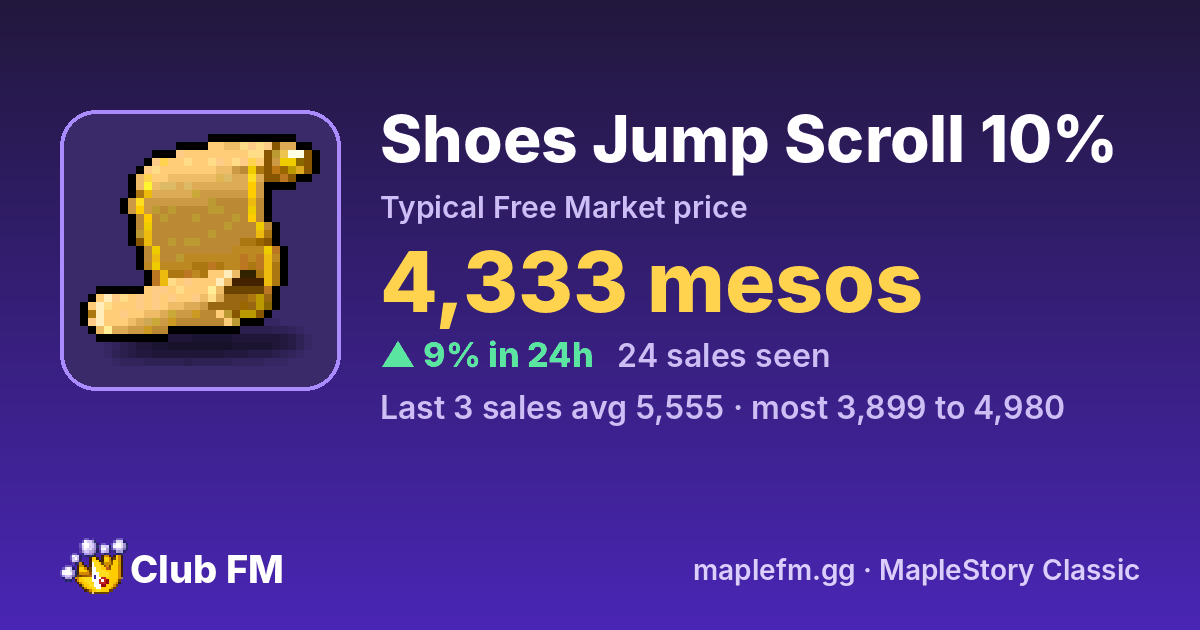 Shoes Jump Scroll 10%
Typical Free Market price
4,333 mesos
▲ 9% in 24h 24 sales seen
Last 3 sales avg 5,555 · most 3,899 to 4,980
Club FM
maplefm.gg · MapleStory Classic